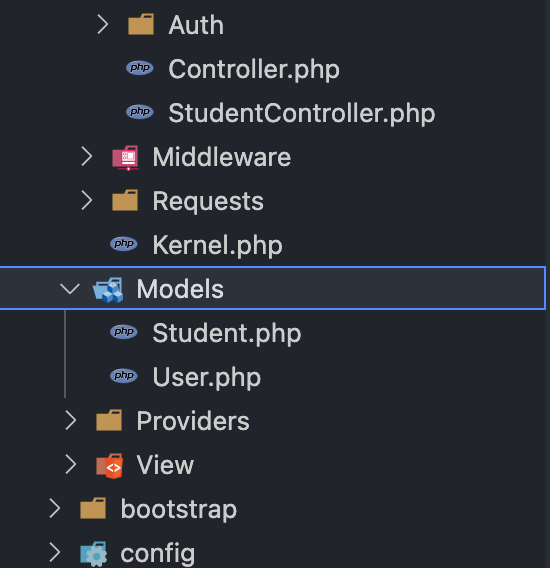 Auth
php Controller.php
php StudentController.php
Middleware
Requests
php Kernel.php
Models
php Student.php
php User.php
Providers
View
bootstrap
config